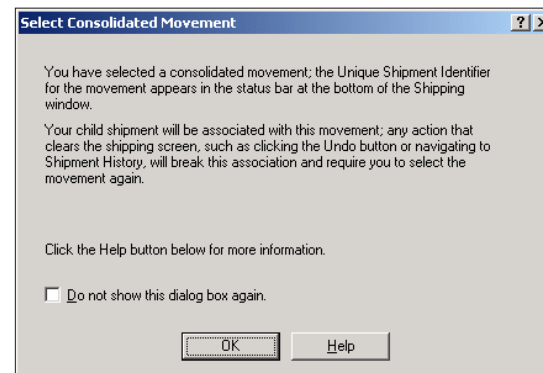 Select Consolidated Movement
You have selected a consolidated movement; the Unique Shipment Identifier
for the movement appears in the status bar at the bottom of the Shipping
window.
Your child shipment will be associated with this movement; any action that
clears the shipping screen, such as clicking the Undo button or navigating to
Shipment History, will break this association and require you to select the
movement again.
Click the Help button below for more information.
Do not show this dialog box again.
OK Help